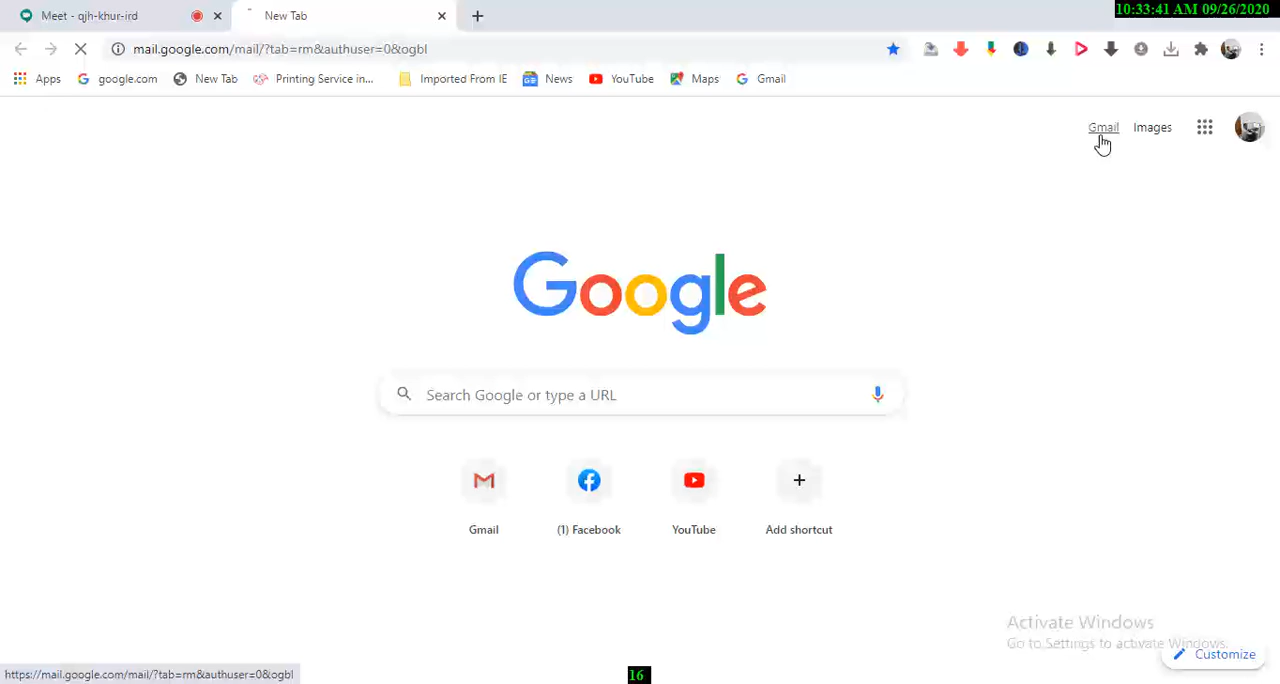 10:33:41 AM 09/26/2020
Meet - qjh-khur-ird
New Tab
mail.google.com/mail/?tab=rm&authuser=0&ogbl
Apps
google.com
New Tab
Printing Service in...
Imported From IE
News
YouTube
Maps
Gmail
Gmail
Images
Google
Search Google or type a URL
Gmail
(1) Facebook
YouTube
Add shortcut
Activate Windows
Go to Settings to activate Windows.
Customize
https://mail.google.com/mail/?tab=rm&authuser=0&ogbl
16